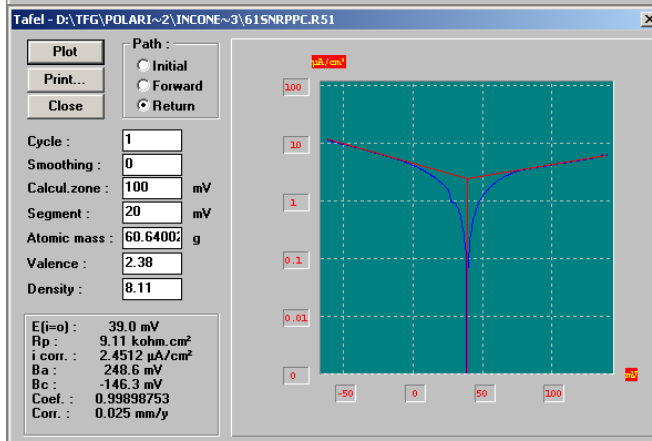 Tafel - D:\TFG\POLARI~2\INCONE~3\61SNRPPC.R51
Plot
Print...
Close
Path :
Initial
Forward
Return
Cycle : 1
Smoothing : 0
Calcul.zone : 100 mV
Segment : 20 mV
Atomic mass : 60.64002 g
Valence : 2.38
Density : 8.11
E(i=o) : 39.0 mV
Rp : 9.11 kohm.cm²
i corr. : 2.4512 µA/cm²
Ba : 248.6 mV
Bc : -146.3 mV
Coef. : 0.99898753
Corr. : 0.025 mm/y
µA/cm²
100
10
1
0.1
0.01
0
-50 0 50 100
mV